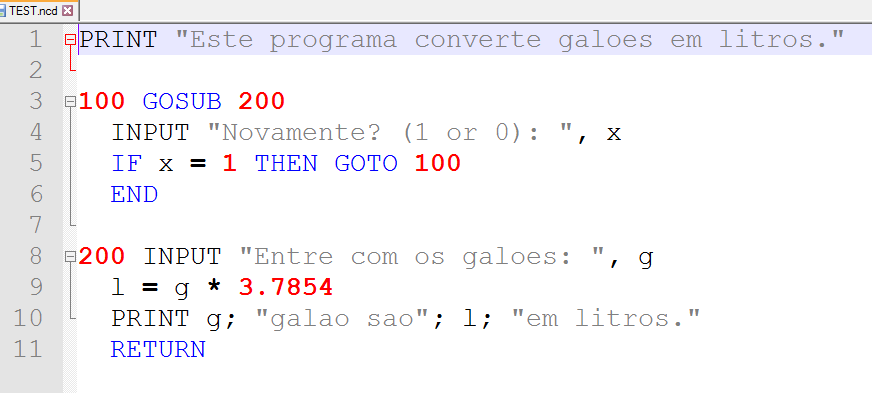 TEST.ncd
1 PRINT "Este programa converte galoes em litros."
2
3 100 GOSUB 200
4 INPUT "Novamente? (1 or 0): ", x
5 IF x = 1 THEN GOTO 100
6 END
7
8 200 INPUT "Entre com os galoes: ", g
9 l = g * 3.7854
10 PRINT g; "galao sao"; l; "em litros."
11 RETURN